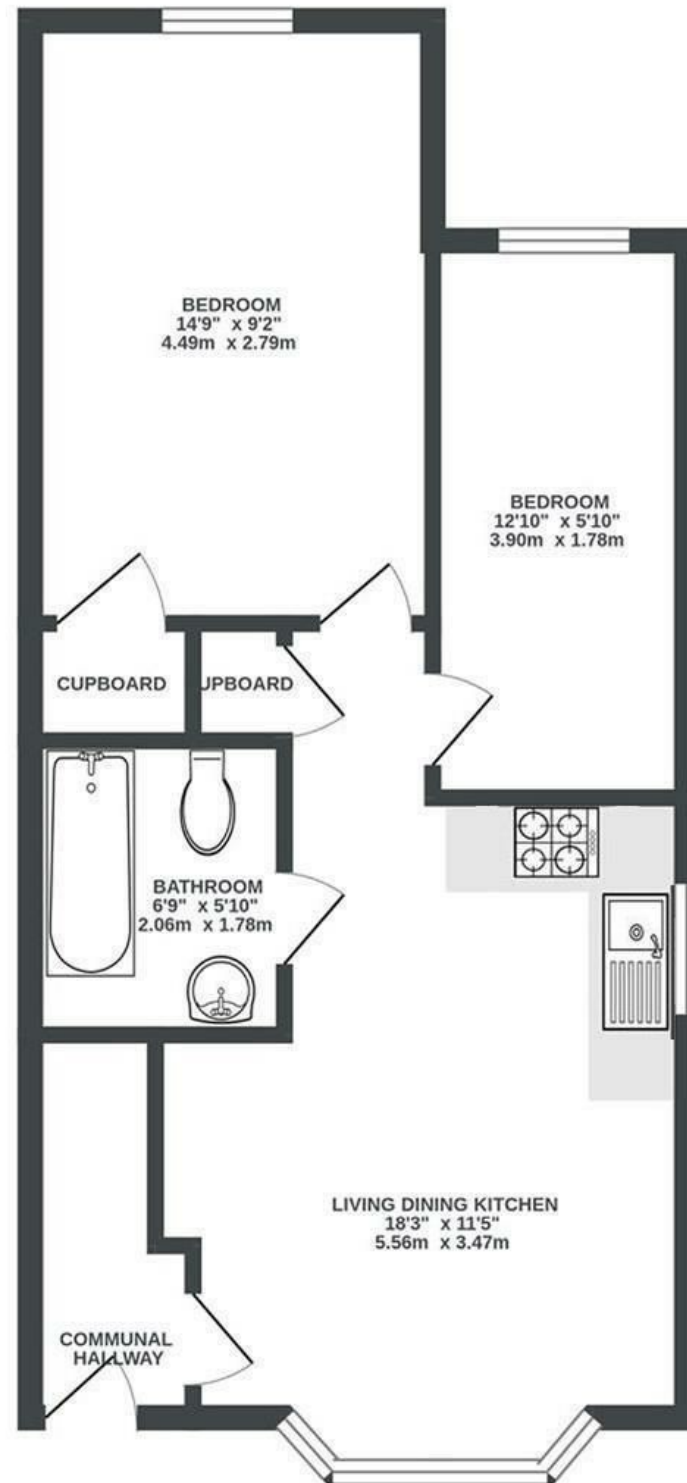 BEDROOM
14'9" x 9'2"
4.49m x 2.79m
BEDROOM
12'10" x 5'10"
3.90m x 1.78m
CUPBOARD
UPBOARD
BATHROOM
6'9" x 5'10"
2.06m x 1.78m
LIVING DINING KITCHEN
18'3" x 11'5"
5.56m x 3.47m
COMMUNAL
HALLWAY